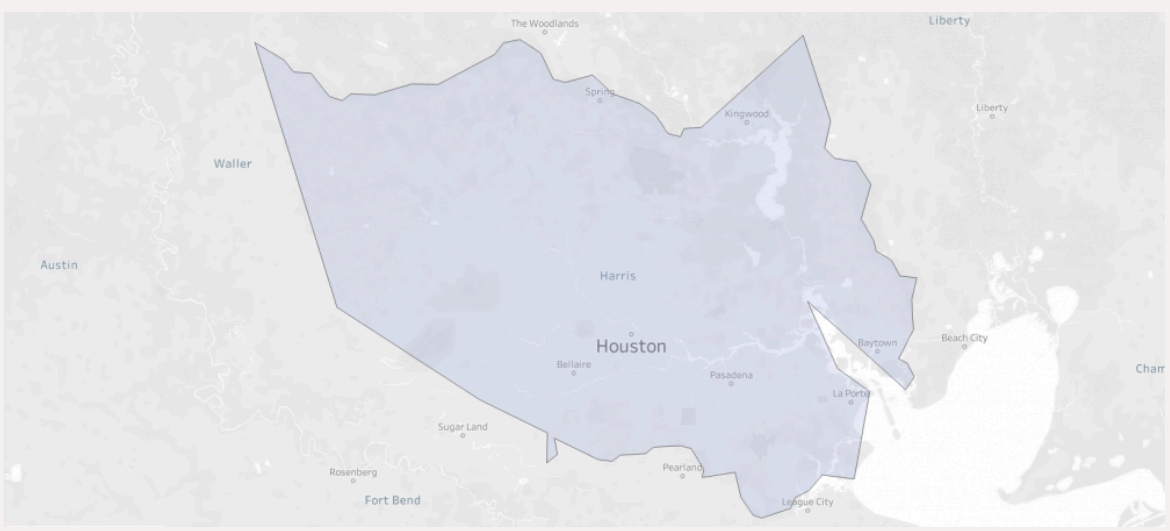 The Woodlands
Liberty
Spring
Liberty
Kingwood
Waller
Austin
Harris
Houston
Beach City
Baytown
Bellaire
Pasadena
Cham
La Porte
Sugar Land
Pearland
Rosenberg
Fort Bend
League City